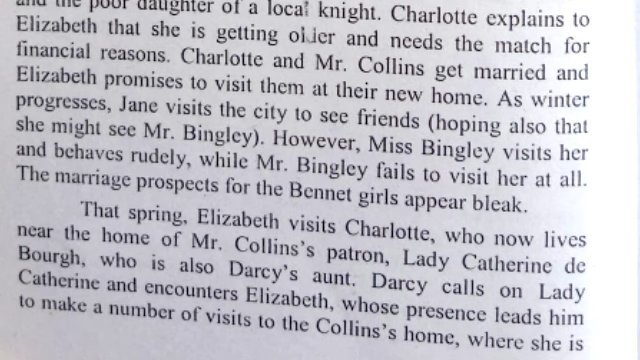 and the poor daughter of a local knight. Charlotte explains to
Elizabeth that she is getting older and needs the match for
financial reasons. Charlotte and Mr. Collins get married and
Elizabeth promises to visit them at their new home. As winter
progresses, Jane visits the city to see friends (hoping also that
she might see Mr. Bingley). However, Miss Bingley visits her
and behaves rudely, while Mr. Bingley fails to visit her at all.
The marriage prospects for the Bennet girls appear bleak.
That spring, Elizabeth visits Charlotte, who now lives
near the home of Mr. Collins's patron, Lady Catherine de
Bourgh, who is also Darcy's aunt. Darcy calls on Lady
Catherine and encounters Elizabeth, whose presence leads him
to make a number of visits to the Collins's home, where she is